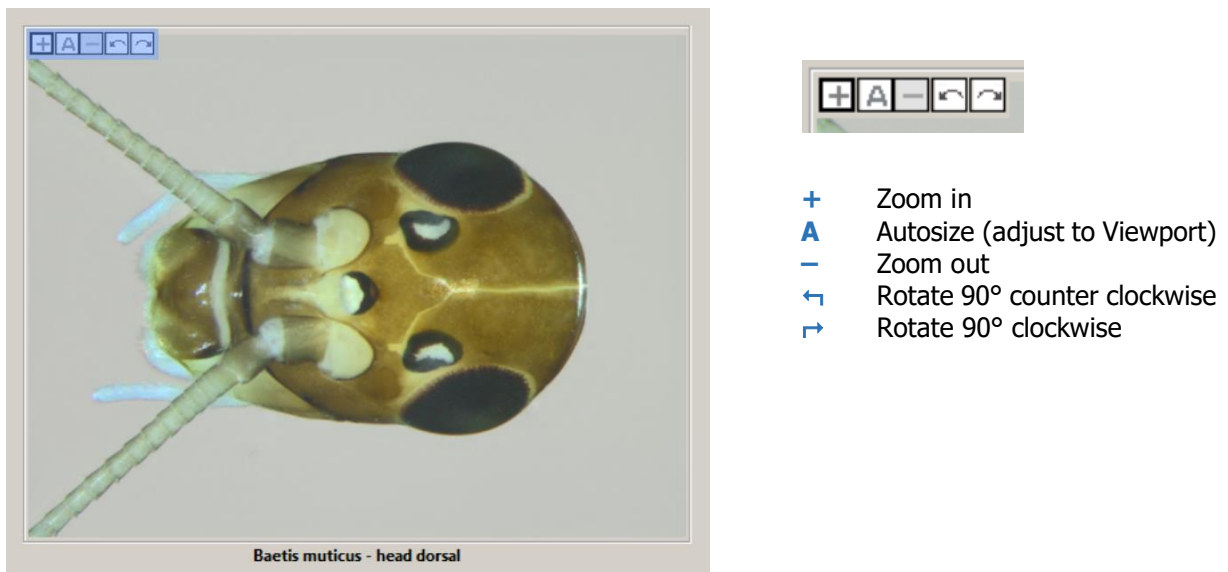 + A −
Baetis muticus - head dorsal
+ A −
+ Zoom in
A Autosize (adjust to Viewport)
− Zoom out
↰ Rotate 90° counter clockwise
↱ Rotate 90° clockwise